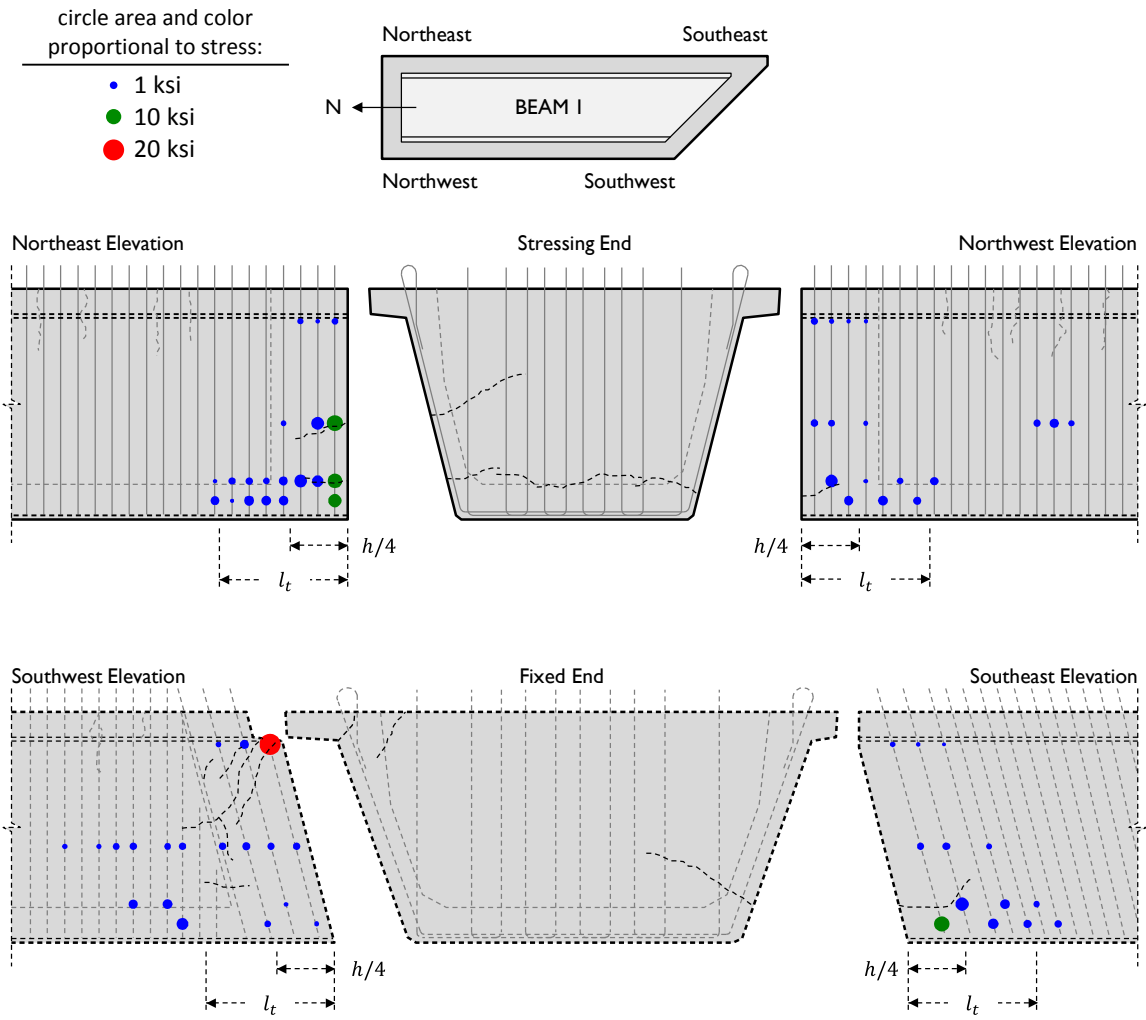 circle area and color
proportional to stress:
1 ksi
10 ksi
20 ksi
Northeast
Southeast
N
BEAM 1
Northwest
Southwest
Northeast Elevation
Stressing End
Northwest Elevation
h/4
l_t
h/4
l_t
Southwest Elevation
Fixed End
Southeast Elevation
h/4
l_t
h/4
l_t